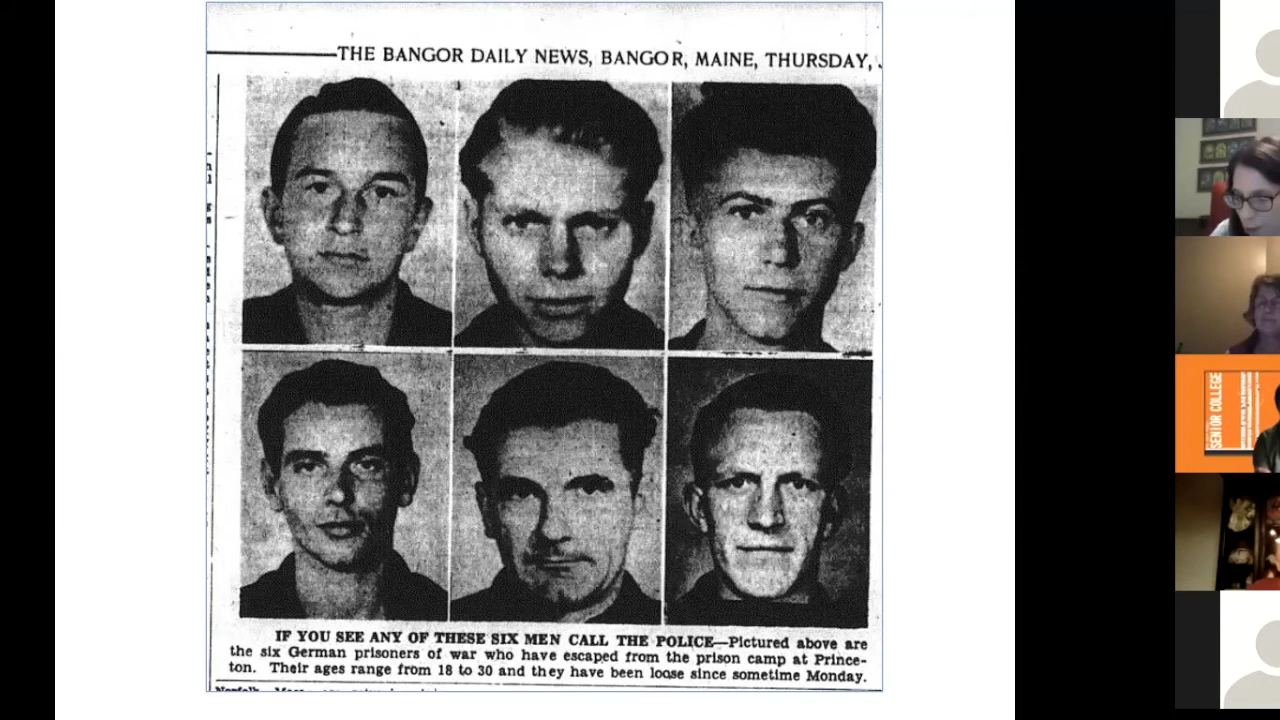 THE BANGOR DAILY NEWS, BANGOR, MAINE, THURSDAY,
IF YOU SEE ANY OF THESE SIX MEN CALL THE POLICE—Pictured above are
the six German prisoners of war who have escaped from the prison camp at Prince-
ton. Their ages range from 18 to 30 and they have been loose since sometime Monday.
SENIOR COLLEGE